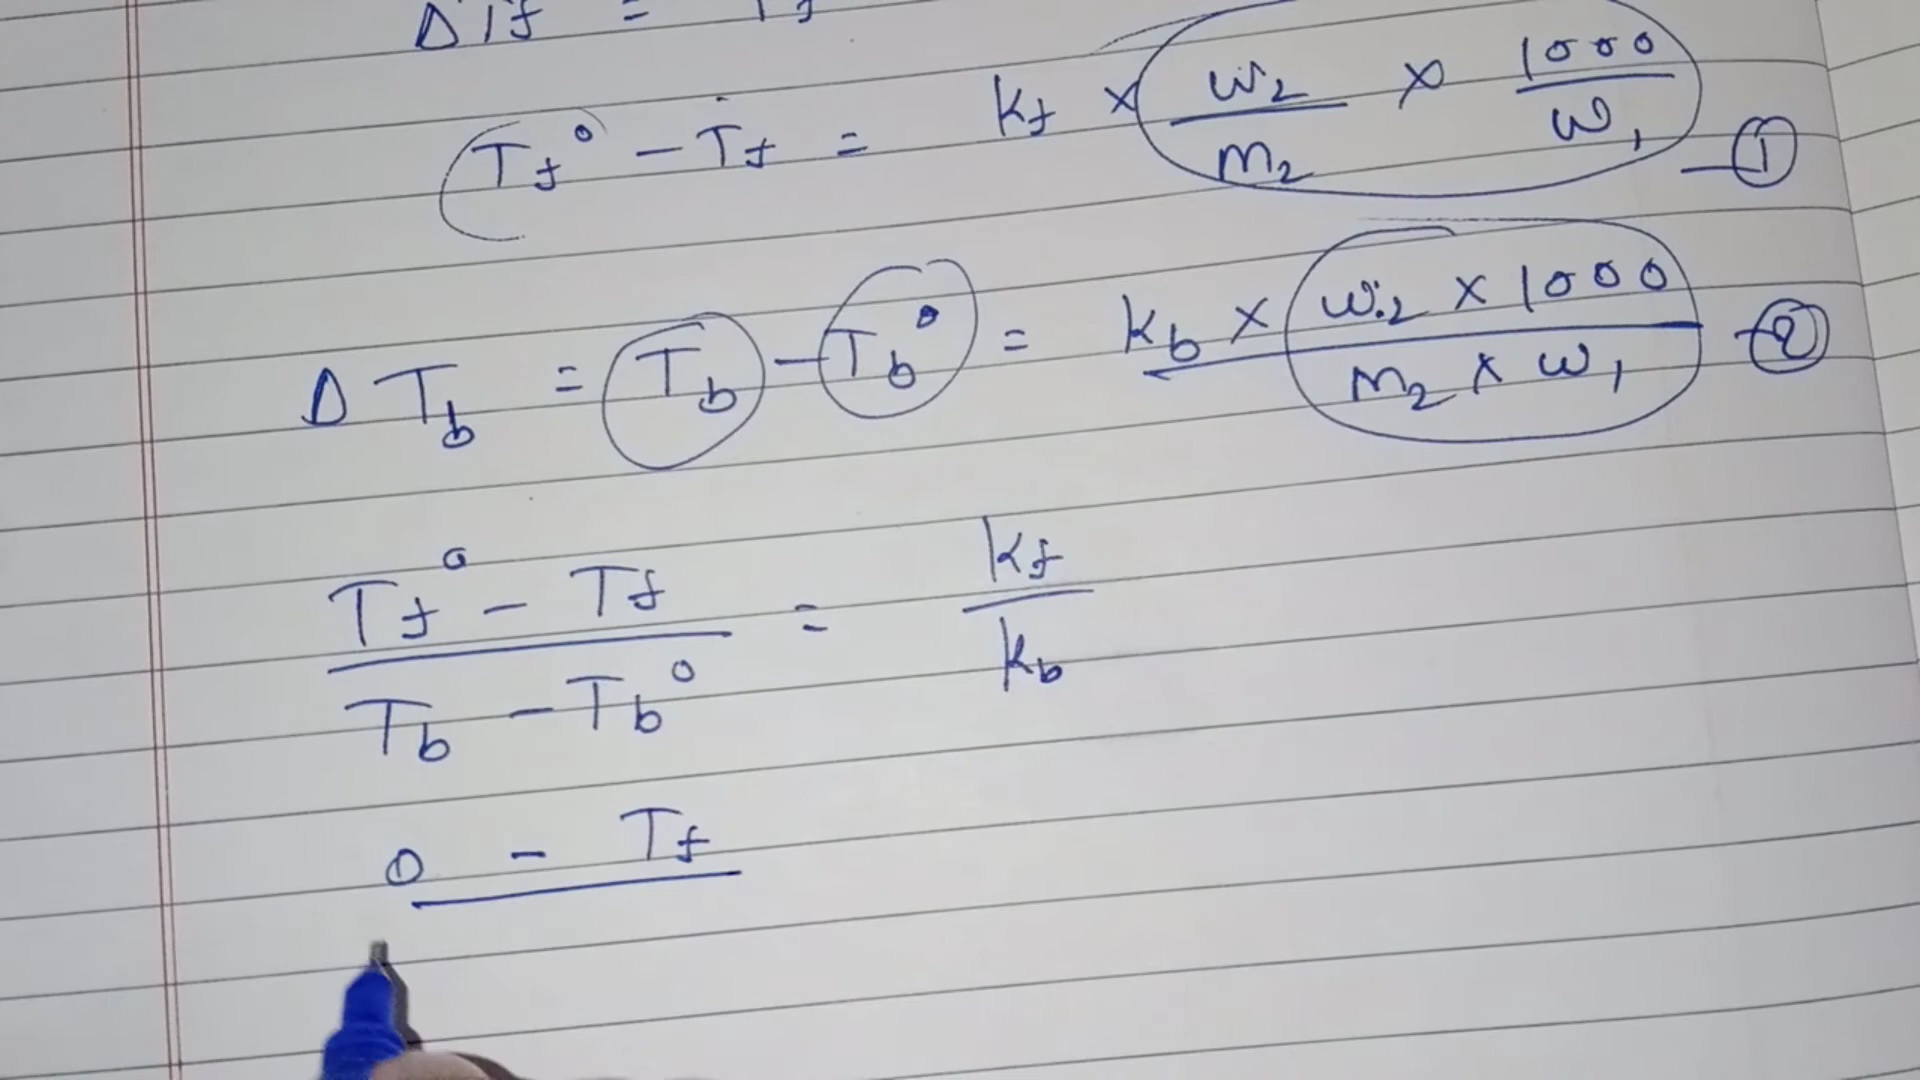 ΔTf =
Tf° - Tf = Kf × w2/m2 × 1000/w1 - ①
ΔTb = Tb - Tb° = Kb × w2 × 1000/m2 × w1 - ②
Tf° - Tf/Tb - Tb° = Kf/Kb
0 - Tf